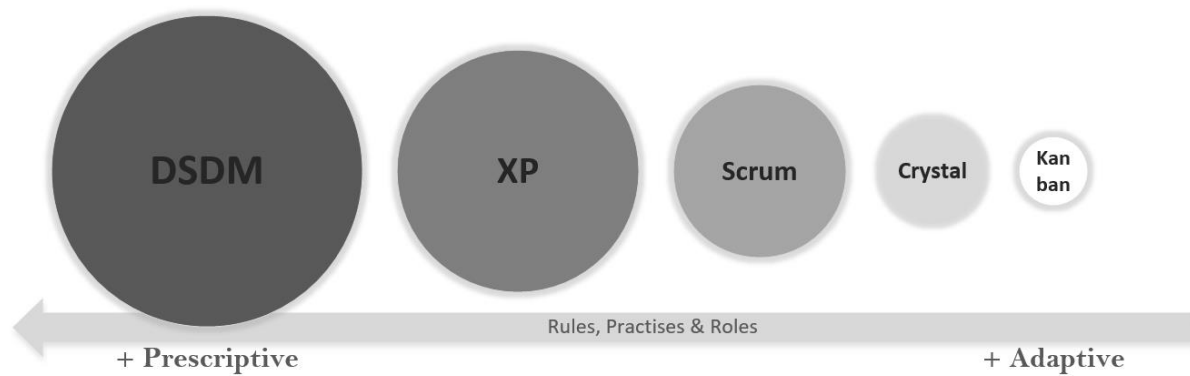 DSDM
XP
Scrum
Crystal
Kan
ban
Rules, Practises & Roles
+ Prescriptive
+ Adaptive